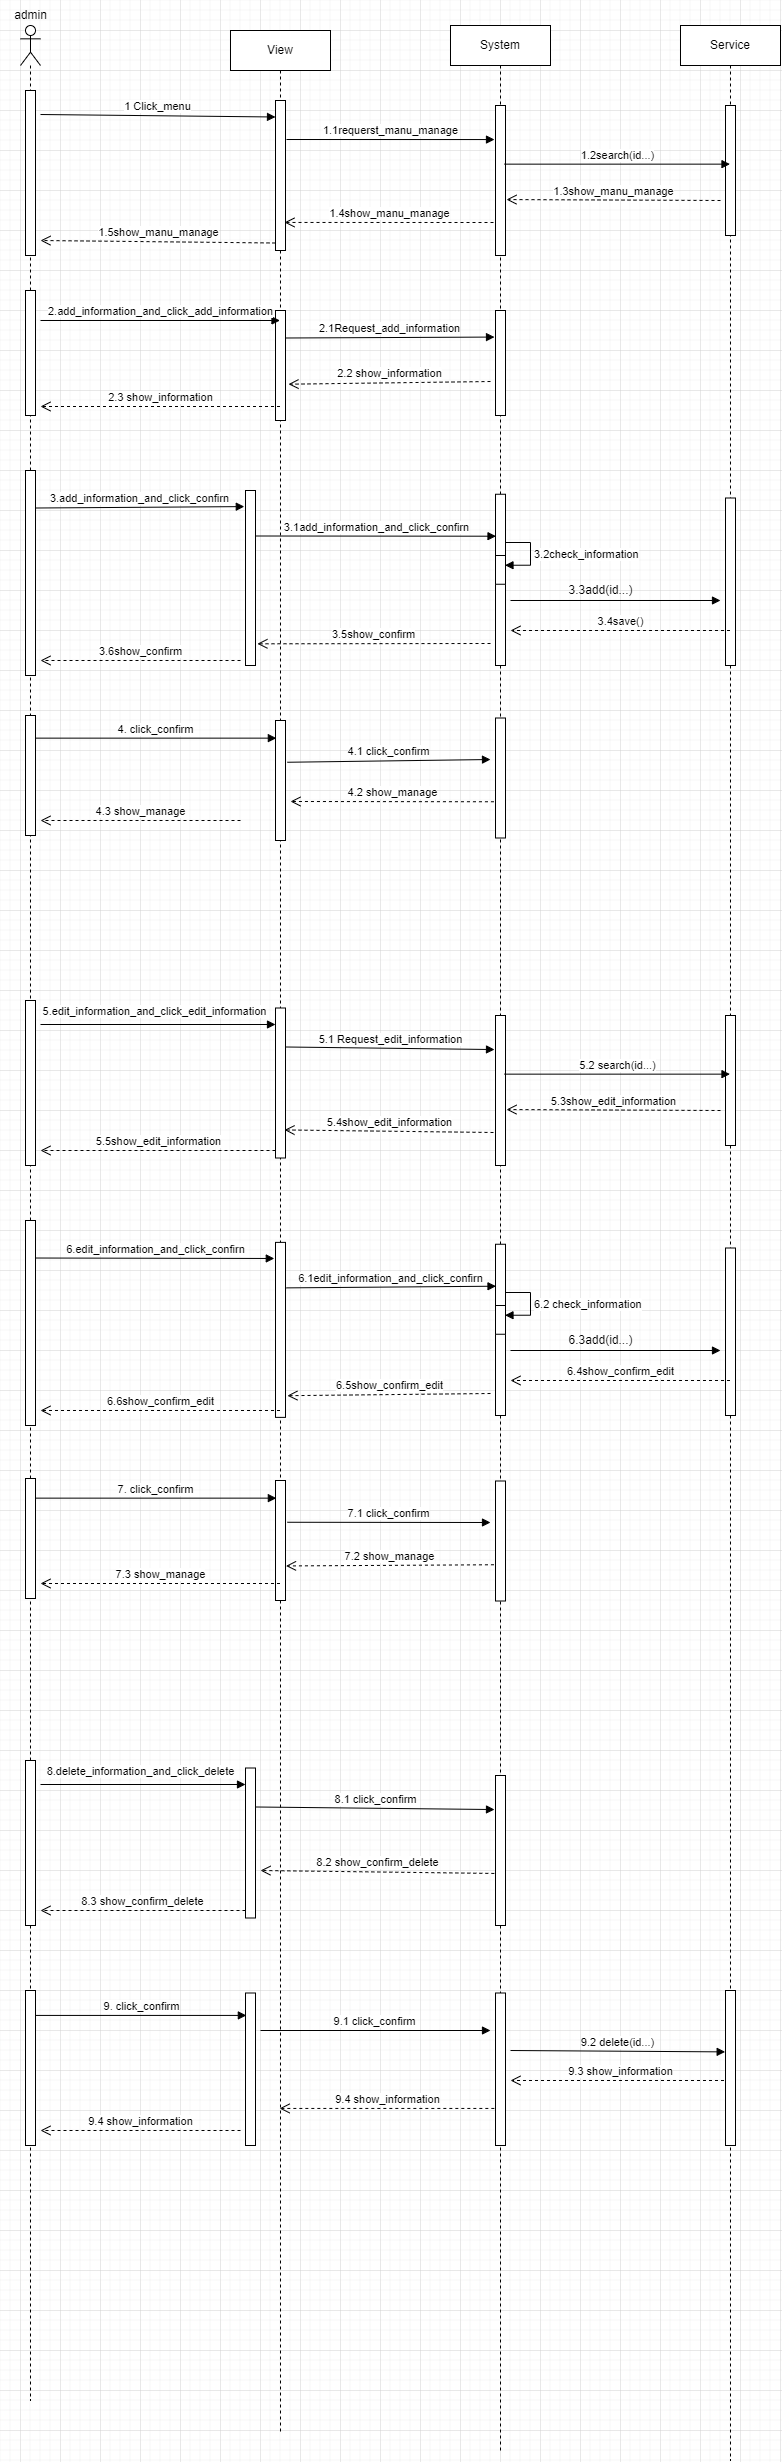 admin
View
System
Service
1 Click_menu
1.1requerst_manu_manage
1.2search(id...)
1.3show_manu_manage
1.4show_manu_manage
1.5show_manu_manage
2.add_information_and_click_add_information
2.1Request_add_information
2.2 show_information
2.3 show_information
3.add_information_and_click_confirn
3.1add_information_and_click_confirn
3.2check_information
3.3add(id...)
3.4save()
3.5show_confirm
3.6show_confirm
4. click_confirm
4.1 click_confirm
4.2 show_manage
4.3 show_manage
5.edit_information_and_click_edit_information
5.1 Request_edit_information
5.2 search(id...)
5.3show_edit_information
5.4show_edit_information
5.5show_edit_information
6.edit_information_and_click_confirn
6.1edit_information_and_click_confirn
6.2 check_information
6.3add(id...)
6.4show_confirm_edit
6.5show_confirm_edit
6.6show_confirm_edit
7. click_confirm
7.1 click_confirm
7.2 show_manage
7.3 show_manage
8.delete_information_and_click_delete
8.1 click_confirm
8.2 show_confirm_delete
8.3 show_confirm_delete
9. click_confirm
9.1 click_confirm
9.2 delete(id...)
9.3 show_information
9.4 show_information
9.4 show_information